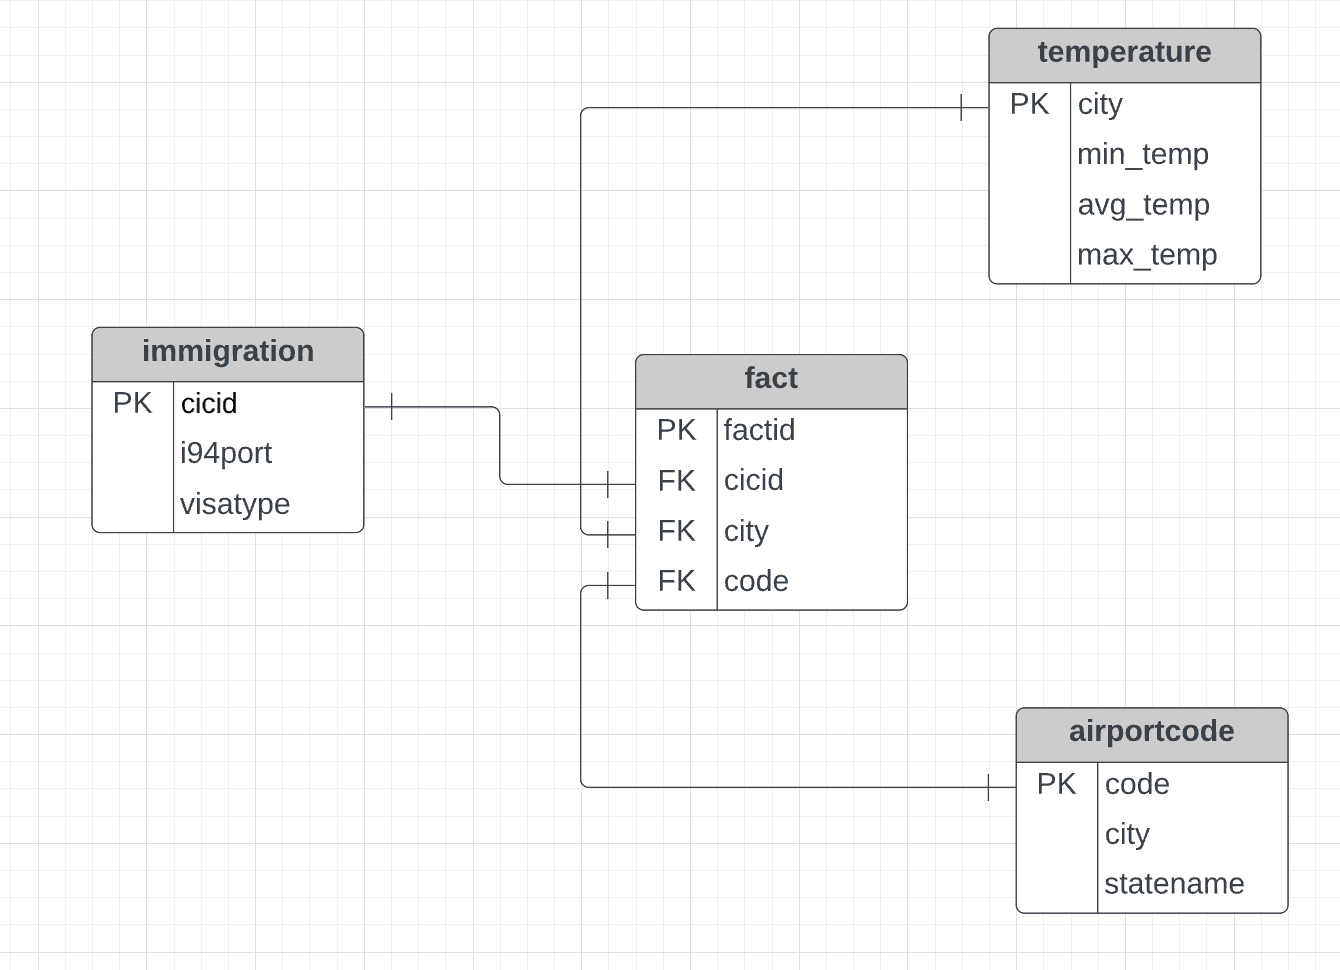 temperature
PK city
min_temp
avg_temp
max_temp
immigration
PK cicid
i94port
visatype
fact
PK factid
FK cicid
FK city
FK code
airportcode
PK code
city
statename